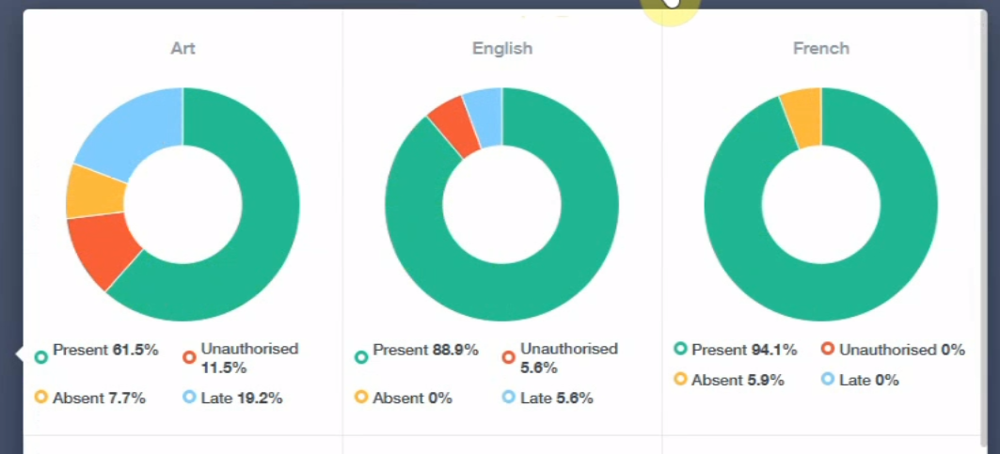 Art
English
French
Present 61.5%
Unauthorised
11.5%
Absent 7.7%
Late 19.2%
Present 88.9%
Unauthorised
5.6%
Absent 0%
Late 5.6%
Present 94.1%
Unauthorised 0%
Absent 5.9%
Late 0%